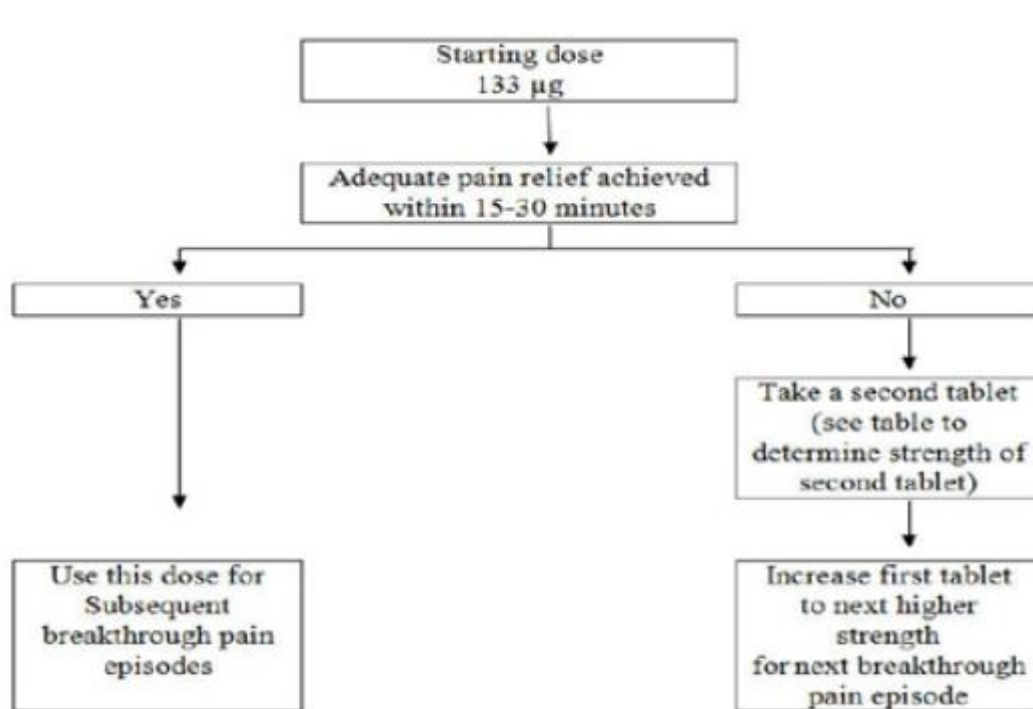 Starting dose
133 µg
Adequate pain relief achieved
within 15-30 minutes
Yes
No
Take a second tablet
(see table to
determine strength of
second tablet)
Use this dose for
Subsequent
breakthrough pain
episodes
Increase first tablet
to next higher
strength
for next breakthrough
pain episode